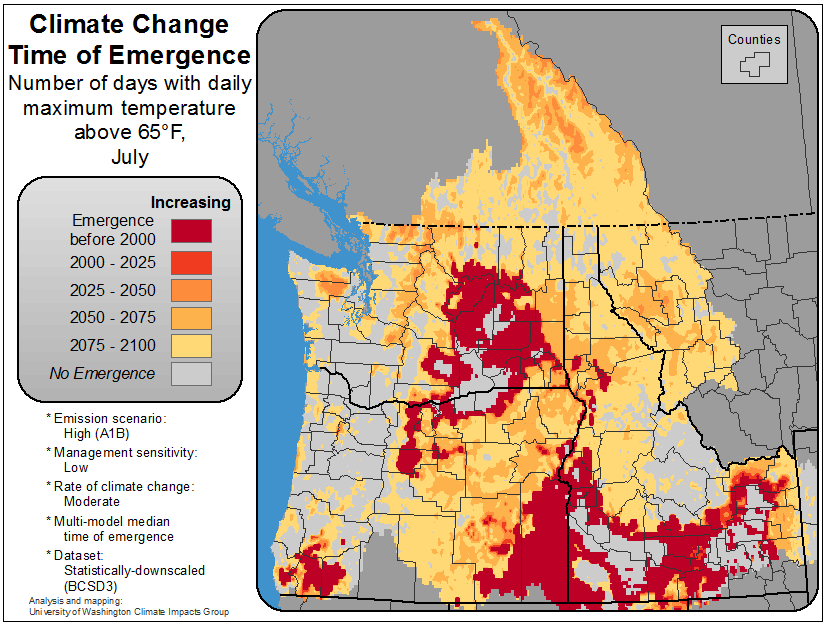 Climate Change
Time of Emergence
Number of days with daily
maximum temperature
above 65°F,
July
Increasing
Emergence
before 2000
2000 - 2025
2025 - 2050
2050 - 2075
2075 - 2100
No Emergence
* Emission scenario:
High (A1B)
* Management sensitivity:
Low
* Rate of climate change:
Moderate
* Multi-model median
time of emergence
* Dataset:
Statistically-downscaled
(BCSD3)
Analysis and mapping:
University of Washington Climate Impacts Group
Counties